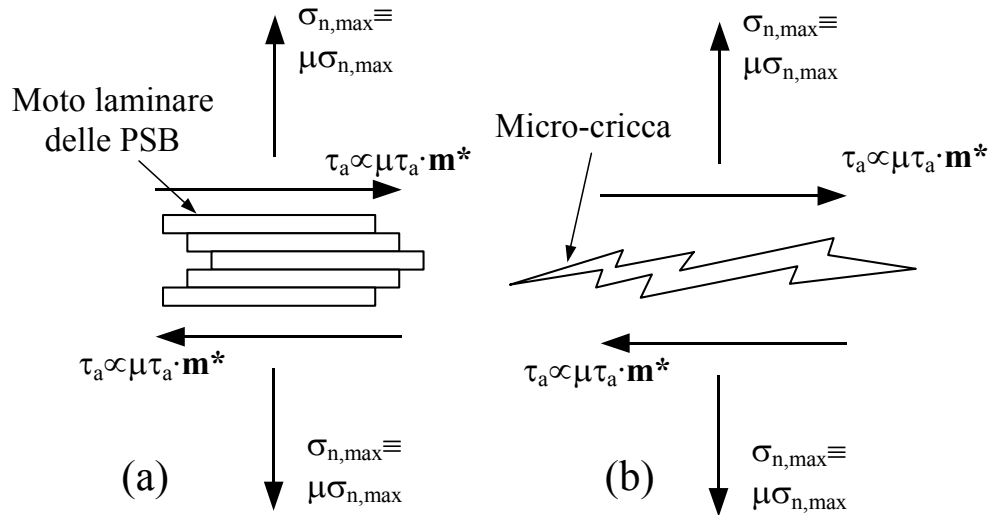 σn,max≡
μσn,max
Moto laminare
delle PSB
τa∝μτa·m*
τa∝μτa·m*
σn,max≡
μσn,max
(a)
σn,max≡
μσn,max
Micro-cricca
τa∝μτa·m*
τa∝μτa·m*
σn,max≡
μσn,max
(b)